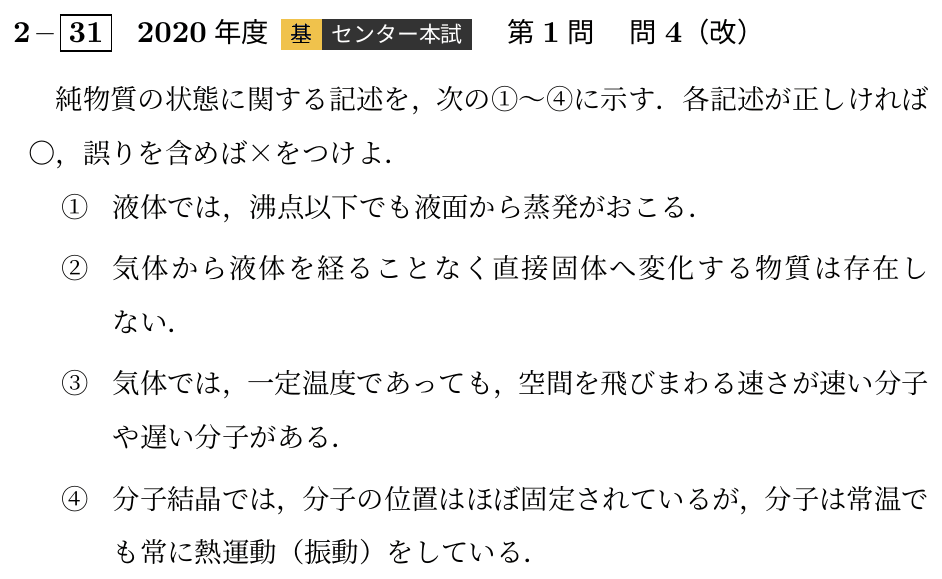 2－31 2020 年度 基 センター本試 第 1 問 問 4（改）
純物質の状態に関する記述を，次の①～④に示す．各記述が正しければ
○，誤りを含めば×をつけよ．
① 液体では，沸点以下でも液面から蒸発がおこる．
② 気体から液体を経ることなく直接固体へ変化する物質は存在し
ない．
③ 気体では，一定温度であっても，空間を飛びまわる速さが速い分子
や遅い分子がある．
④ 分子結晶では，分子の位置はほぼ固定されているが，分子は常温で
も常に熱運動（振動）をしている．